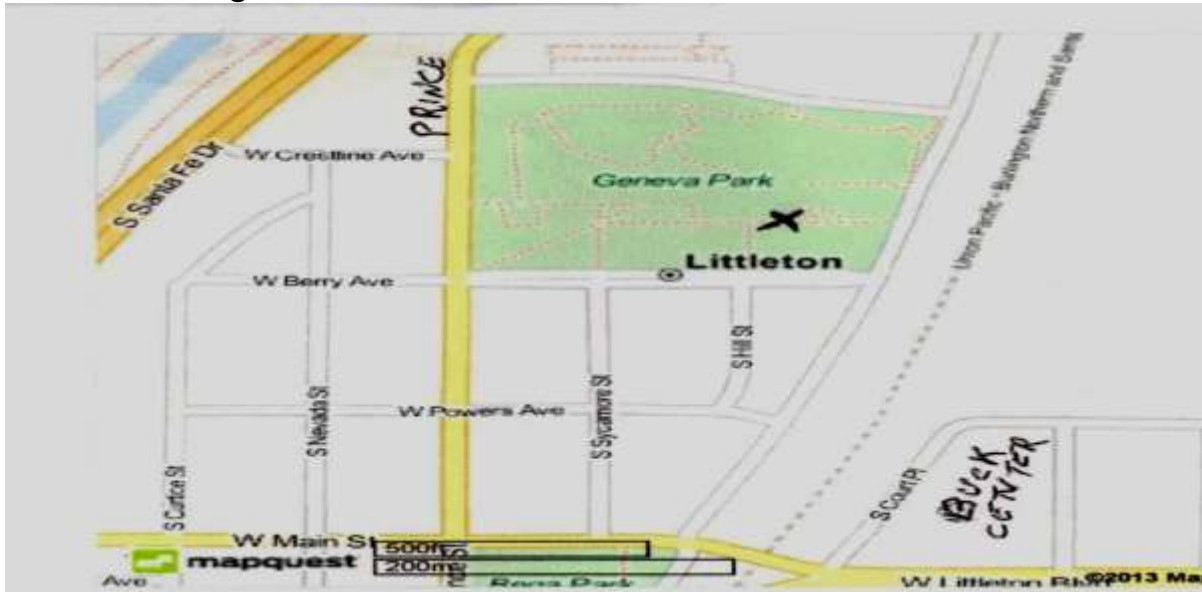 PRINCE
W Crestline Ave
S Santa Fe Dr
Geneva Park
Union Pacific - Burlington Northern and Santa
Littleton
W Berry Ave
S Hill St
W Powers Ave
S Nevada St
S Sycamore St
S Curtice St
S Court Pl
BUCK
CENTER
W Main St
500ft
200m
mapquest
Ave
Park
W Littleton Blvd
©2013 Ma